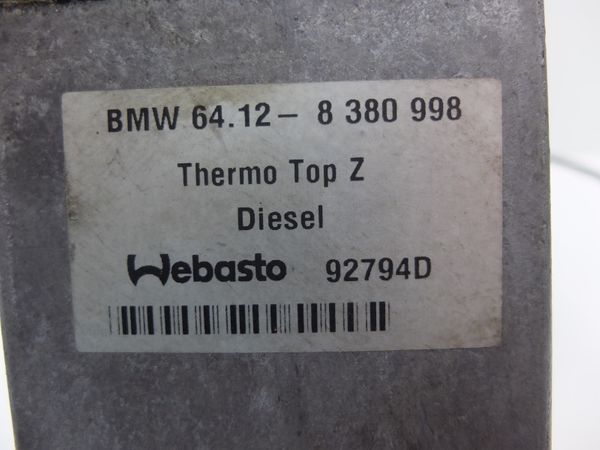 BMW 64.12 – 8 380 998
Thermo Top Z
Diesel
Webasto 92794D